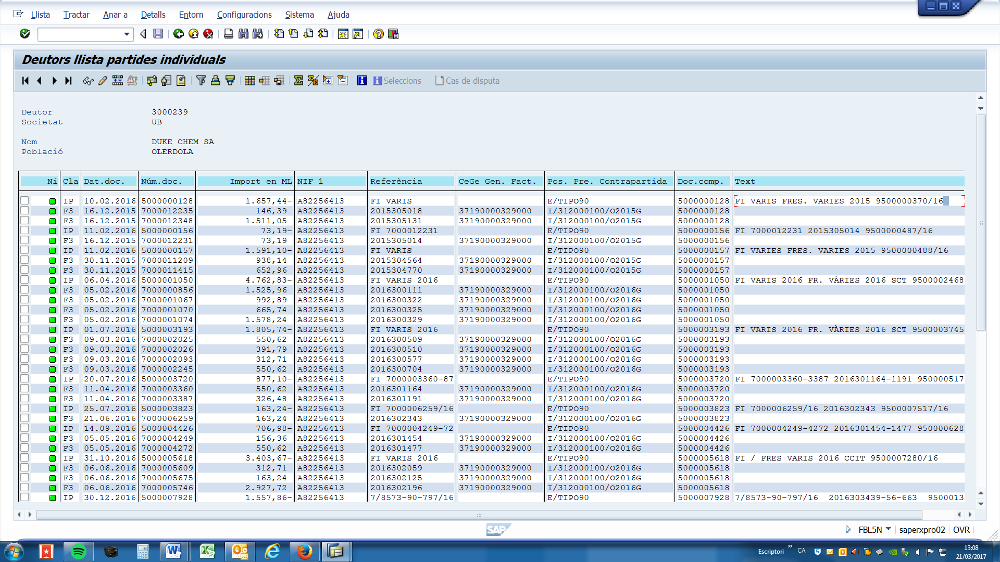 Llista Tractar Anar a Detalls Entorn Configuracions Sistema Ajuda
Deutors llista partides individuals
Seleccions Cas de disputa
Deutor 3000239
Societat UB
Nom DUKE CHEM SA
Població OLERDOLA
Ni Cla Dat.doc. Núm.doc. Import en ML NIF 1 Referència CeGe Gen. Fact. Pos. Pre. Contrapartida Doc.comp. Text
IP 10.02.2016 5000000128 1.657,44- A82256413 FI VARIS E/TIPO90 5000000128 FI VARIS FRES. VARIES 2015 9500000370/16
F3 16.12.2015 7000012235 146,39 A82256413 2015305018 37190000329000 I/312000100/O2015G 5000000128
F3 16.12.2015 7000012348 1.511,05 A82256413 2015305131 37190000329000 I/312000100/O2015G 5000000128
IP 11.02.2016 5000000156 73,19- A82256413 FI 7000012231 E/TIPO90 5000000156 FI 7000012231 2015305014 9500000487/16
F3 16.12.2015 7000012231 73,19 A82256413 2015305014 37190000329000 I/312000100/O2015G 5000000156
IP 11.02.2016 5000000157 1.591,10- A82256413 FI VARIS E/TIPO90 5000000157 FI VARIES FRES. VARIES 2015 9500000488/16
F3 30.11.2015 7000011209 938,14 A82256413 2015304564 37190000329000 I/312000100/O2015G 5000000157
F3 30.11.2015 7000011415 652,96 A82256413 2015304770 37190000329000 I/312000100/O2015G 5000000157
IP 06.04.2016 5000001050 4.762,83- A82256413 FI VARIS 2016 E/TIPO90 5000001050 FI VARIS 2016 FR. VÀRIES 2016 SCT 9500002468
F3 05.02.2016 7000000856 1.525,96 A82256413 2016300111 37190000329000 I/312000100/O2016G 5000001050
F3 05.02.2016 7000001067 992,89 A82256413 2016300322 37190000329000 I/312000100/O2016G 5000001050
F3 05.02.2016 7000001070 665,74 A82256413 2016300325 37190000329000 I/312000100/O2016G 5000001050
F3 05.02.2016 7000001074 1.578,24 A82256413 2016300329 37190000329000 I/312000100/O2016G 5000001050
IP 01.07.2016 5000003193 1.805,74- A82256413 FI VARIS 2016 E/TIPO90 5000003193 FI VARIS 2016 FR. VÀRIES 2016 SCT 9500003745
F3 09.03.2016 7000002025 550,62 A82256413 2016300509 37190000329000 I/312000100/O2016G 5000003193
F3 09.03.2016 7000002026 391,79 A82256413 2016300510 37190000329000 I/312000100/O2016G 5000003193
F3 09.03.2016 7000002093 312,71 A82256413 2016300577 37190000329000 I/312000100/O2016G 5000003193
F3 09.03.2016 7000002245 550,62 A82256413 2016300704 37190000329000 I/312000100/O2016G 5000003193
IP 20.07.2016 5000003720 877,10- A82256413 FI 7000003360-87 E/TIPO90 5000003720 FI 7000003360-3387 2016301164-1191 950000517
F3 11.04.2016 7000003360 550,62 A82256413 2016301164 37190000329000 I/312000100/O2016G 5000003720
F3 11.04.2016 7000003387 326,48 A82256413 2016301191 37190000329000 I/312000100/O2016G 5000003720
IP 25.07.2016 5000003823 163,24- A82256413 FI 7000006259/16 E/TIPO90 5000003823 FI 7000006259/16 2016302343 9500007517/16
F3 21.06.2016 7000006259 163,24 A82256413 2016302343 37190000329000 I/312000100/O2016G 5000003823
IP 14.09.2016 5000004426 706,98- A82256413 FI 7000004249-72 E/TIPO90 5000004426 FI 7000004249-4272 2016301454-1477 950000628
F3 05.05.2016 7000004249 156,36 A82256413 2016301454 37190000329000 I/312000100/O2016G 5000004426
F3 05.05.2016 7000004272 550,62 A82256413 2016301477 37190000329000 I/312000100/O2016G 5000004426
IP 31.10.2016 5000005618 3.403,67- A82256413 FI VARIS 2016 E/TIPO90 5000005618 FI / FRES VARIS 2016 CCIT 9500007280/16
F3 06.06.2016 7000005609 312,71 A82256413 2016302059 37190000329000 I/312000100/O2016G 5000005618
F3 06.06.2016 7000005675 163,24 A82256413 2016302125 37190000329000 I/312000100/O2016G 5000005618
F3 06.06.2016 7000005746 2.927,72 A82256413 2016302196 37190000329000 I/312000100/O2016G 5000005618
IP 30.12.2016 5000007928 1.557,86- A82256413 7/8573-90-797/16 E/TIPO90 5000007928 7/8573-90-797/16 2016303439-56-663 9500013
SAP
FBL5N saperxpro02 OVR
Escriptori CA 13:08
21/03/2017